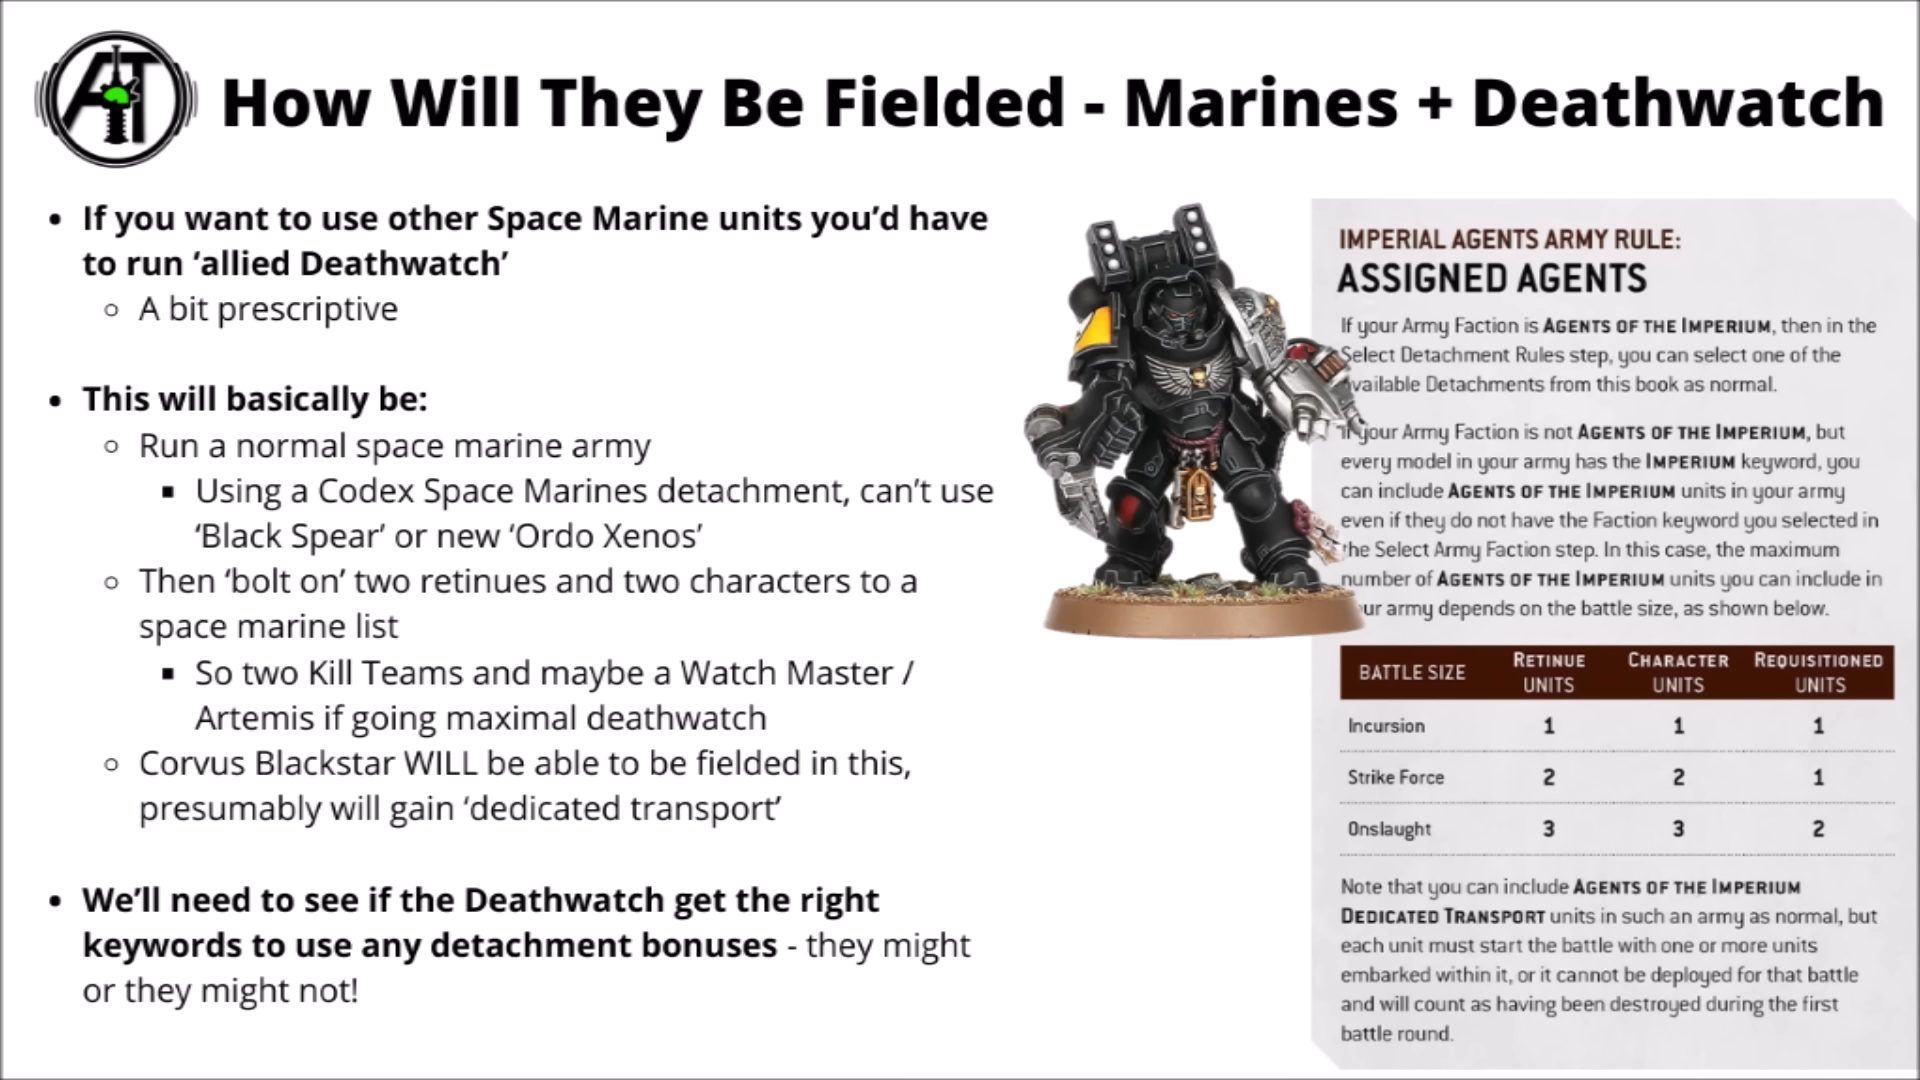 AT
How Will They Be Fielded - Marines + Deathwatch
• If you want to use other Space Marine units you’d have
to run ‘allied Deathwatch’
○ A bit prescriptive
• This will basically be:
○ Run a normal space marine army
▪ Using a Codex Space Marines detachment, can’t use
‘Black Spear’ or new ‘Ordo Xenos’
○ Then ‘bolt on’ two retinues and two characters to a
space marine list
▪ So two Kill Teams and maybe a Watch Master /
Artemis if going maximal deathwatch
○ Corvus Blackstar WILL be able to be fielded in this,
presumably will gain ‘dedicated transport’
• We’ll need to see if the Deathwatch get the right
keywords to use any detachment bonuses - they might
or they might not!
IMPERIAL AGENTS ARMY RULE:
ASSIGNED AGENTS
If your Army Faction is AGENTS OF THE IMPERIUM, then in the
Select Detachment Rules step, you can select one of the
available Detachments from this book as normal.
If your Army Faction is not AGENTS OF THE IMPERIUM, but
every model in your army has the IMPERIUM keyword, you
can include AGENTS OF THE IMPERIUM units in your army
even if they do not have the Faction keyword you selected in
the Select Army Faction step. In this case, the maximum
number of AGENTS OF THE IMPERIUM units you can include in
your army depends on the battle size, as shown below.
BATTLE SIZE RETINUE UNITS CHARACTER UNITS REQUISITIONED UNITS
Incursion 1 1 1
Strike Force 2 2 1
Onslaught 3 3 2
Note that you can include AGENTS OF THE IMPERIUM
DEDICATED TRANSPORT units in such an army as normal, but
each unit must start the battle with one or more units
embarked within it, or it cannot be deployed for that battle
and will count as having been destroyed during the first
battle round.